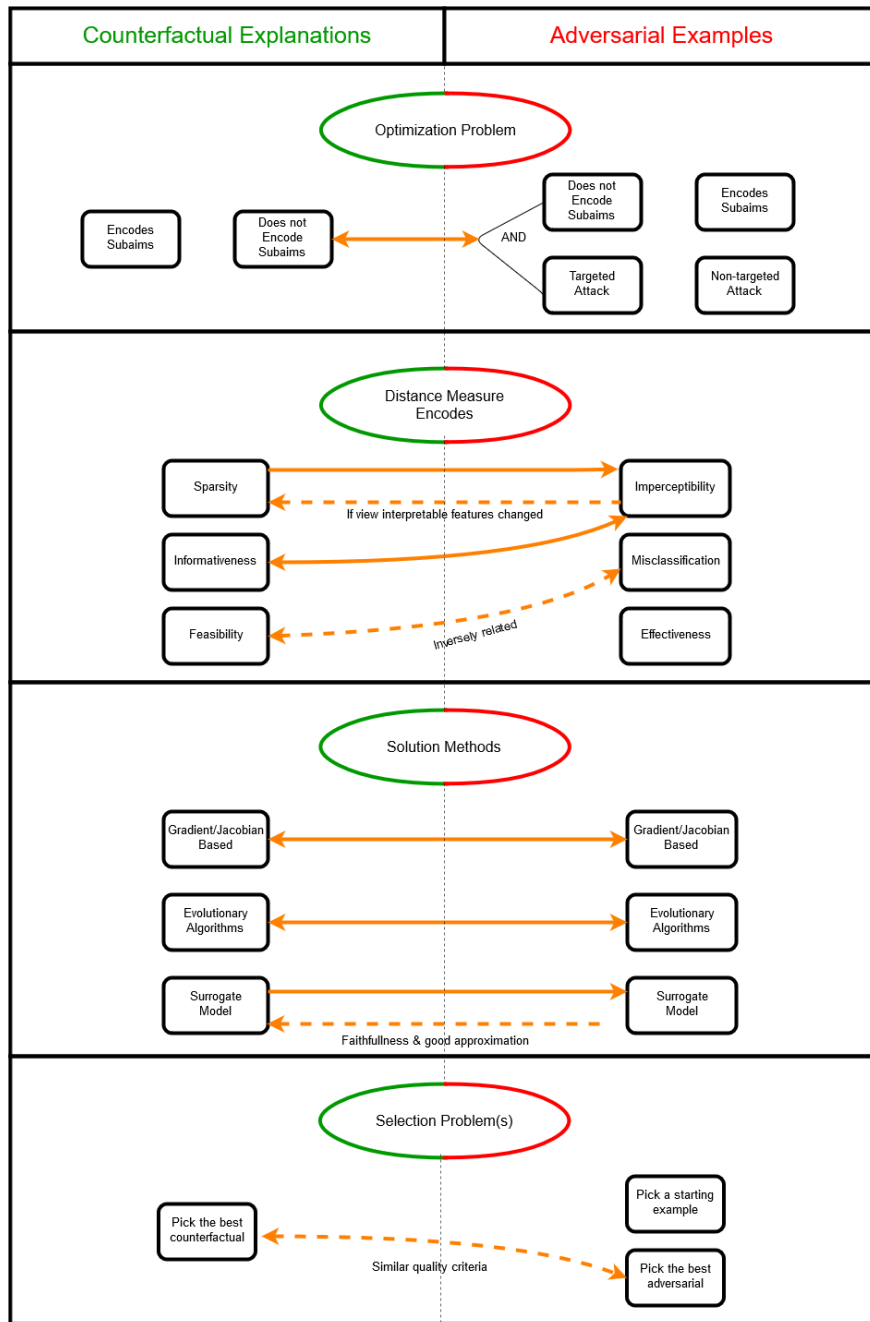 Counterfactual Explanations
Adversarial Examples
Optimization Problem
Encodes
Subaims
Does not
Encode
Subaims
AND
Does not
Encode
Subaims
Encodes
Subaims
Targeted
Attack
Non-targeted
Attack
Distance Measure
Encodes
Sparsity
Imperceptibility
If view interpretable features changed
Informativeness
Misclassification
Feasibility
Inversely related
Effectiveness
Solution Methods
Gradient/Jacobian
Based
Gradient/Jacobian
Based
Evolutionary
Algorithms
Evolutionary
Algorithms
Surrogate
Model
Surrogate
Model
Faithfullness & good approximation
Selection Problem(s)
Pick the best
counterfactual
Pick a starting
example
Similar quality criteria
Pick the best
adversarial